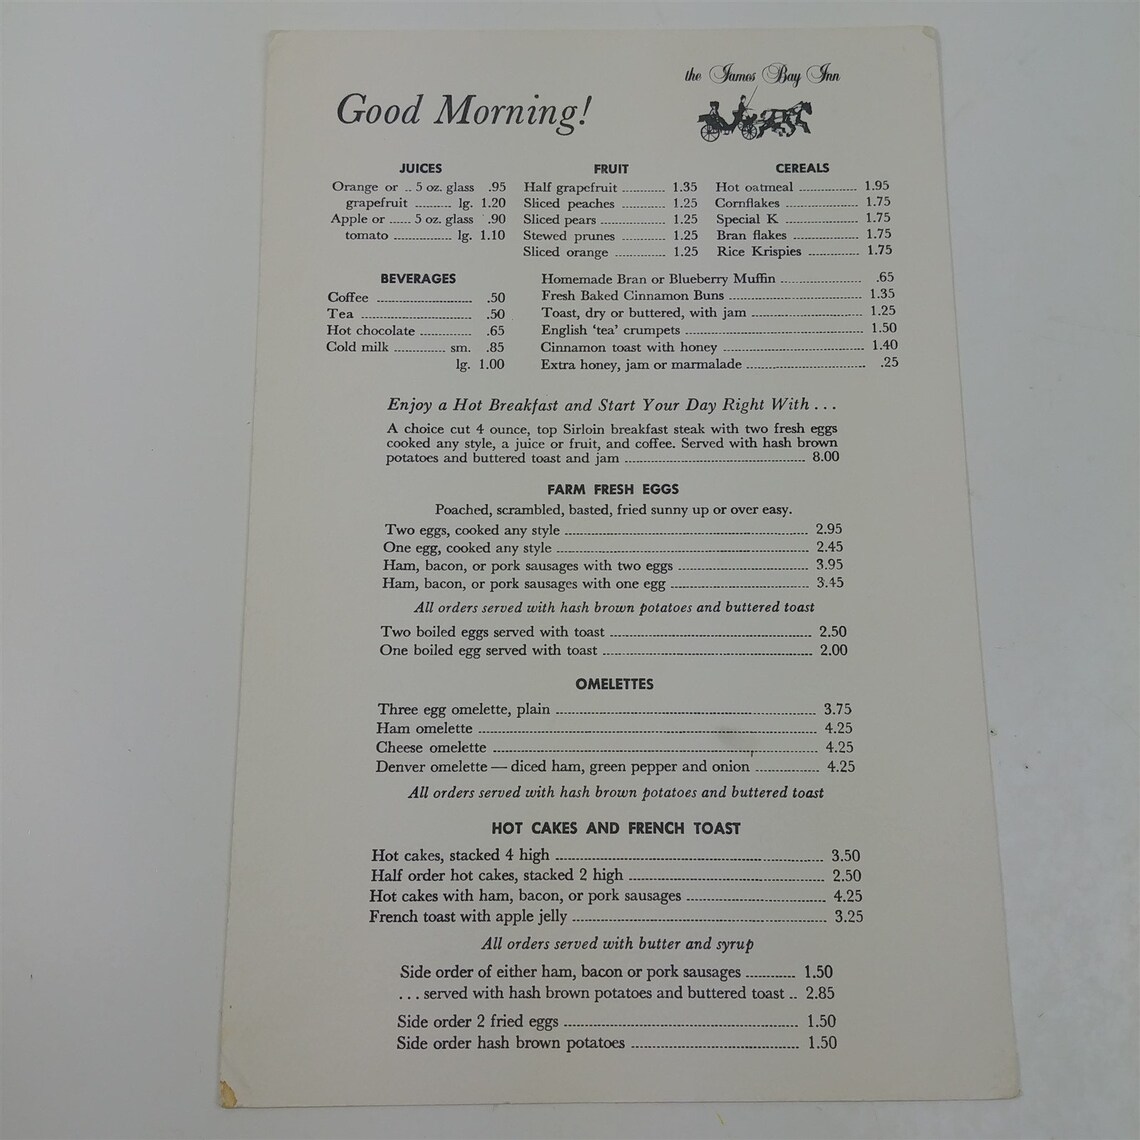 the James Bay Inn
Good Morning!
JUICES
Orange or .. 5 oz. glass .95
grapefruit .......... lg. 1.20
Apple or ...... 5 oz. glass .90
tomato ................ lg. 1.10
FRUIT
Half grapefruit ............ 1.35
Sliced peaches ............ 1.25
Sliced pears .................... 1.25
Stewed prunes ............ 1.25
Sliced orange .............. 1.25
CEREALS
Hot oatmeal ................ 1.95
Cornflakes .................... 1.75
Special K .................... 1.75
Bran flakes .................. 1.75
Rice Krispies .............. 1.75
BEVERAGES
Coffee .......................... .50
Tea .............................. .50
Hot chocolate .............. .65
Cold milk .............. sm. .85
lg. 1.00
Homemade Bran or Blueberry Muffin ...................... .65
Fresh Baked Cinnamon Buns .................................... 1.35
Toast, dry or buttered, with jam .............................. 1.25
English ‘tea’ crumpets ................................................ 1.50
Cinnamon toast with honey ...................................... 1.40
Extra honey, jam or marmalade ................................ .25
Enjoy a Hot Breakfast and Start Your Day Right With . . .
A choice cut 4 ounce, top Sirloin breakfast steak with two fresh eggs
cooked any style, a juice or fruit, and coffee. Served with hash brown
potatoes and buttered toast and jam .................................................. 8.00
FARM FRESH EGGS
Poached, scrambled, basted, fried sunny up or over easy.
Two eggs, cooked any style ................................................................ 2.95
One egg, cooked any style .................................................................. 2.45
Ham, bacon, or pork sausages with two eggs .................................. 3.95
Ham, bacon, or pork sausages with one egg .................................... 3.45
All orders served with hash brown potatoes and buttered toast
Two boiled eggs served with toast ...................................................... 2.50
One boiled egg served with toast ........................................................ 2.00
OMELETTES
Three egg omelette, plain .................................................................... 3.75
Ham omelette ........................................................................................ 4.25
Cheese omelette .................................................................................... 4.25
Denver omelette — diced ham, green pepper and onion ................ 4.25
All orders served with hash brown potatoes and buttered toast
HOT CAKES AND FRENCH TOAST
Hot cakes, stacked 4 high .................................................................... 3.50
Half order hot cakes, stacked 2 high .................................................. 2.50
Hot cakes with ham, bacon, or pork sausages .................................. 4.25
French toast with apple jelly .............................................................. 3.25
All orders served with butter and syrup
Side order of either ham, bacon or pork sausages ............ 1.50
. . . served with hash brown potatoes and buttered toast .. 2.85
Side order 2 fried eggs .......................................................... 1.50
Side order hash brown potatoes .......................................... 1.50